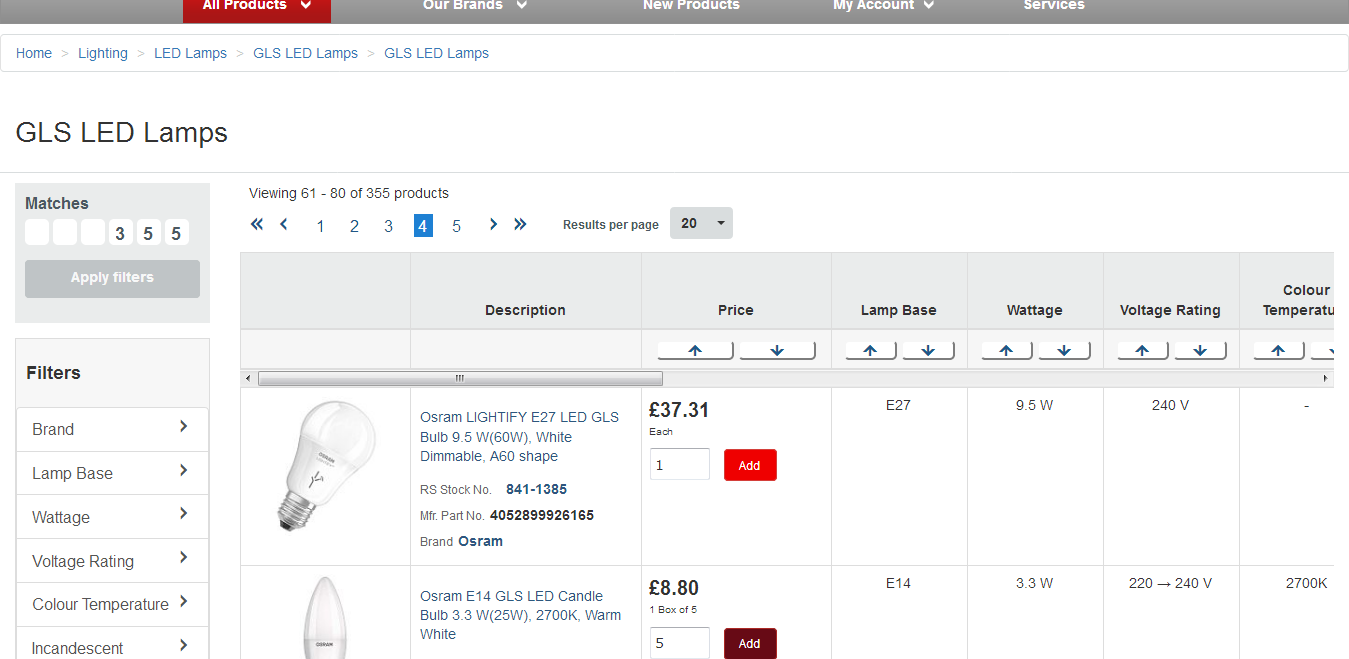 All Products
Our Brands
New Products
My Account
Services
Home > Lighting > LED Lamps > GLS LED Lamps > GLS LED Lamps
GLS LED Lamps
Matches
3 5 5
Apply filters
Filters
Brand
Lamp Base
Wattage
Voltage Rating
Colour Temperature
Incandescent
Viewing 61 - 80 of 355 products
« ‹ 1 2 3 4 5 › »
Results per page 20
Description
Price
Lamp Base
Wattage
Voltage Rating
Colour
Temperatu
Osram LIGHTIFY E27 LED GLS
Bulb 9.5 W(60W), White
Dimmable, A60 shape
RS Stock No. 841-1385
Mfr. Part No. 4052899926165
Brand Osram
£37.31
Each
1 Add
E27
9.5 W
240 V
-
OSRAM
Osram E14 GLS LED Candle
Bulb 3.3 W(25W), 2700K, Warm
White
£8.80
1 Box of 5
5 Add
E14
3.3 W
220 → 240 V
2700K
OSRAM